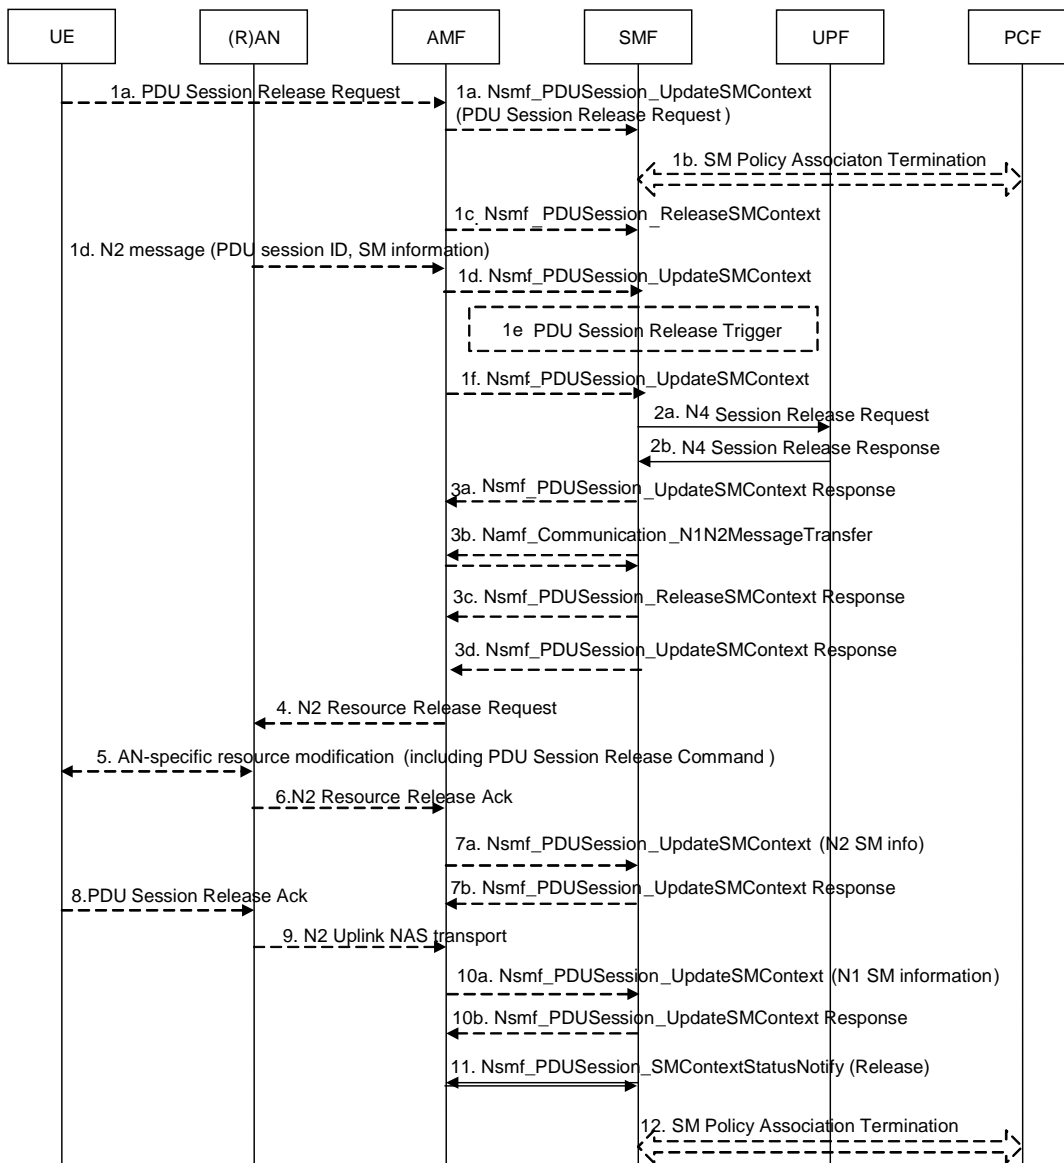 UE (R)AN AMF SMF UPF PCF
1a. PDU Session Release Request
1a. Nsmf_PDUSession_UpdateSMContext
(PDU Session Release Request )
1b. SM Policy Associaton Termination
1c. Nsmf_PDUSession_ReleaseSMContext
1d. N2 message (PDU session ID, SM information)
1d. Nsmf_PDUSession_UpdateSMContext
1e PDU Session Release Trigger
1f. Nsmf_PDUSession_UpdateSMContext
2a. N4 Session Release Request
2b. N4 Session Release Response
3a. Nsmf_PDUSession_UpdateSMContext Response
3b. Namf_Communication_N1N2MessageTransfer
3c. Nsmf_PDUSession_ReleaseSMContext Response
3d. Nsmf_PDUSession_UpdateSMContext Response
4. N2 Resource Release Request
5. AN-specific resource modification (including PDU Session Release Command )
6.N2 Resource Release Ack
7a. Nsmf_PDUSession_UpdateSMContext (N2 SM info)
7b. Nsmf_PDUSession_UpdateSMContext Response
8.PDU Session Release Ack
9. N2 Uplink NAS transport
10a. Nsmf_PDUSession_UpdateSMContext (N1 SM information)
10b. Nsmf_PDUSession_UpdateSMContext Response
11. Nsmf_PDUSession_SMContextStatusNotify (Release)
12. SM Policy Association Termination